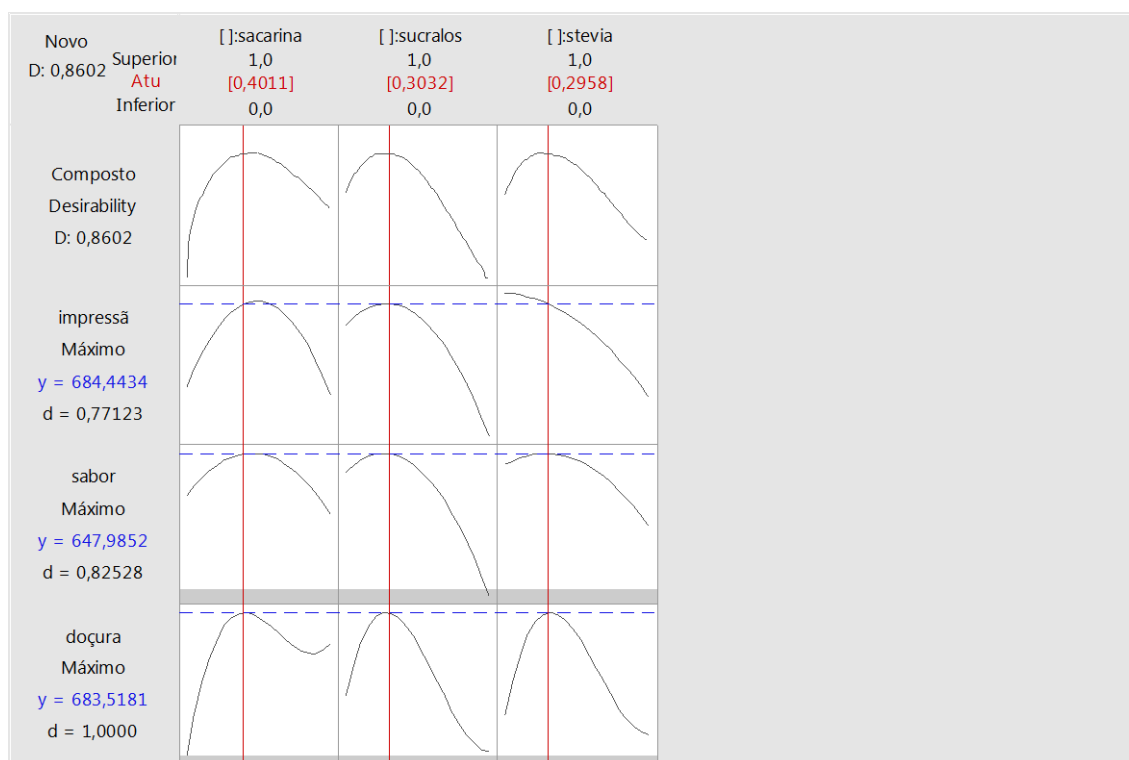 Novo
D: 0,8602
Superior
Atu
Inferior
[ ]:sacarina
1,0
[0,4011]
0,0
[ ]:sucralos
1,0
[0,3032]
0,0
[ ]:stevia
1,0
[0,2958]
0,0
Composto
Desirability
D: 0,8602
impressã
Máximo
y = 684,4434
d = 0,77123
sabor
Máximo
y = 647,9852
d = 0,82528
doçura
Máximo
y = 683,5181
d = 1,0000